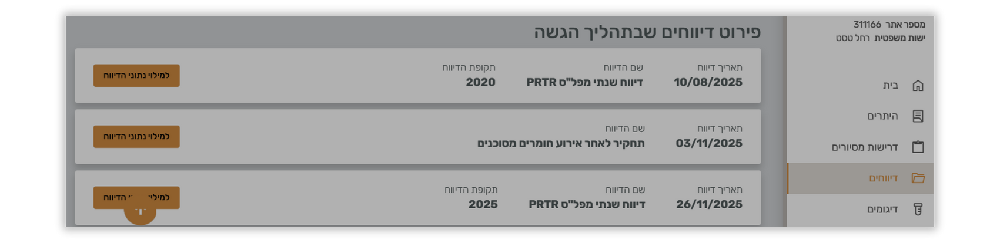 מספר אתר 311166
ישות משפטית רחל טסט
בית
היתרים
דרישות מסיורים
דיווחים
דיגומים
פירוט דיווחים שבתהליך הגשה
תאריך דיווח שם הדיווח תקופת הדיווח
10/08/2025 דיווח שנתי מפל"ס PRTR 2020
למילוי נתוני הדיווח
תאריך דיווח שם הדיווח
03/11/2025 תחקיר לאחר אירוע חומרים מסוכנים
למילוי נתוני הדיווח
תאריך דיווח שם הדיווח תקופת הדיווח
26/11/2025 דיווח שנתי מפל"ס PRTR 2025
הדיווח